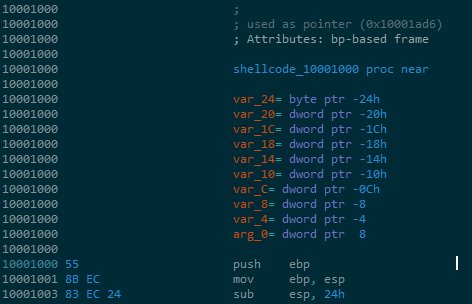 10001000 ;
10001000 ; used as pointer (0x10001ad6)
10001000 ; Attributes: bp-based frame
10001000
10001000 shellcode_10001000 proc near
10001000
10001000 var_24= byte ptr -24h
10001000 var_20= dword ptr -20h
10001000 var_1C= dword ptr -1Ch
10001000 var_18= dword ptr -18h
10001000 var_14= dword ptr -14h
10001000 var_10= dword ptr -10h
10001000 var_C= dword ptr -0Ch
10001000 var_8= dword ptr -8
10001000 var_4= dword ptr -4
10001000 arg_0= dword ptr  8
10001000
10001000 55 push ebp
10001001 8B EC mov ebp, esp
10001003 83 EC 24 sub esp, 24h